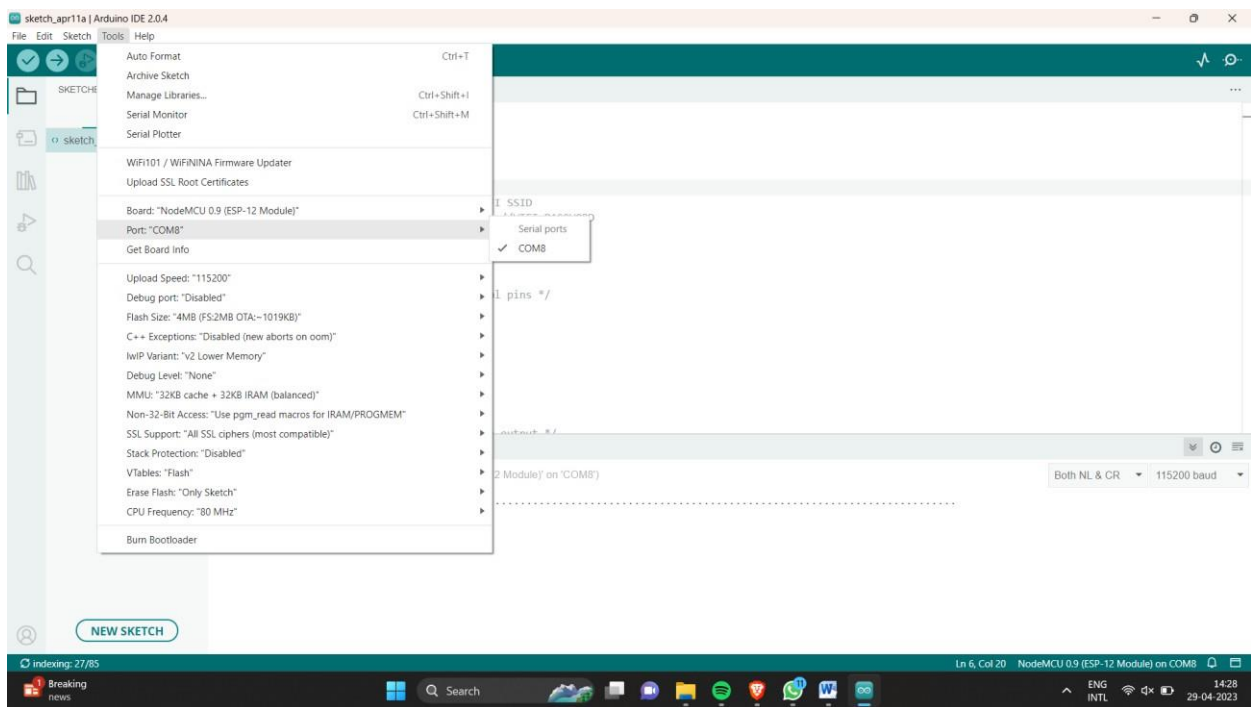 sketch_apr11a | Arduino IDE 2.0.4
File Edit Sketch Tools Help
Auto Format Ctrl+T
Archive Sketch
Manage Libraries... Ctrl+Shift+I
Serial Monitor Ctrl+Shift+M
Serial Plotter
WiFi101 / WiFiNINA Firmware Updater
Upload SSL Root Certificates
Board: "NodeMCU 0.9 (ESP-12 Module)"
Port: "COM8"
Get Board Info
Upload Speed: "115200"
Debug port: "Disabled"
Flash Size: "4MB (FS:2MB OTA:~1019KB)"
C++ Exceptions: "Disabled (new aborts on oom)"
lwIP Variant: "v2 Lower Memory"
Debug Level: "None"
MMU: "32KB cache + 32KB IRAM (balanced)"
Non-32-Bit Access: "Use pgm_read macros for IRAM/PROGMEM"
SSL Support: "All SSL ciphers (most compatible)"
Stack Protection: "Disabled"
VTables: "Flash"
Erase Flash: "Only Sketch"
CPU Frequency: "80 MHz"
Burn Bootloader
Serial ports
✓ COM8
SKETCH
sketch_
I SSID
l pins */
output */
2 Module)' on 'COM8')
Both NL & CR 115200 baud
NEW SKETCH
indexing: 27/85
Ln 6, Col 20 NodeMCU 0.9 (ESP-12 Module) on COM8
1
Breaking
news
Search
11
W
ENG
INTL
14:28
29-04-2023